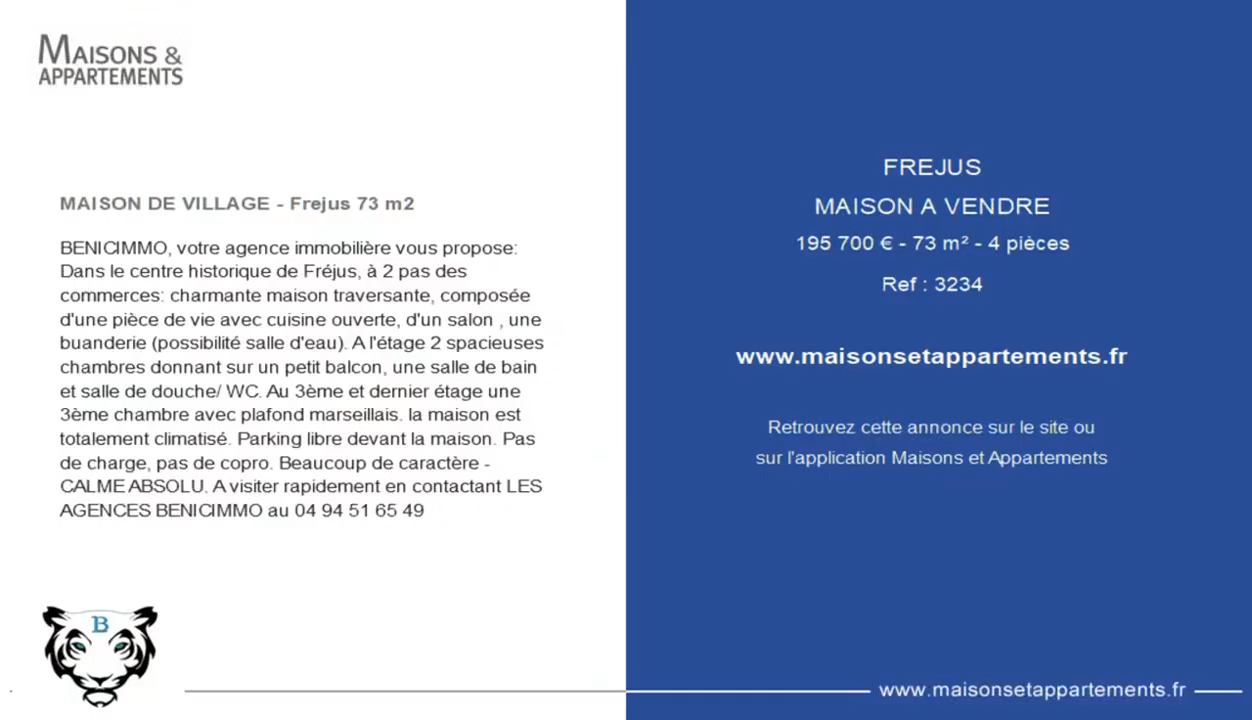 MAISONS &
APPARTEMENTS
MAISON DE VILLAGE - Frejus 73 m2
BENICIMMO, votre agence immobilière vous propose:
Dans le centre historique de Fréjus, à 2 pas des
commerces: charmante maison traversante, composée
d'une pièce de vie avec cuisine ouverte, d'un salon , une
buanderie (possibilité salle d'eau). A l'étage 2 spacieuses
chambres donnant sur un petit balcon, une salle de bain
et salle de douche/ WC. Au 3ème et dernier étage une
3ème chambre avec plafond marseillais. la maison est
totalement climatisé. Parking libre devant la maison. Pas
de charge, pas de copro. Beaucoup de caractère -
CALME ABSOLU. A visiter rapidement en contactant LES
AGENCES BENICIMMO au 04 94 51 65 49
B
FREJUS
MAISON A VENDRE
195 700 € - 73 m² - 4 pièces
Ref : 3234
www.maisonsetappartements.fr
Retrouvez cette annonce sur le site ou
sur l'application Maisons et Appartements
www.maisonsetappartements.fr